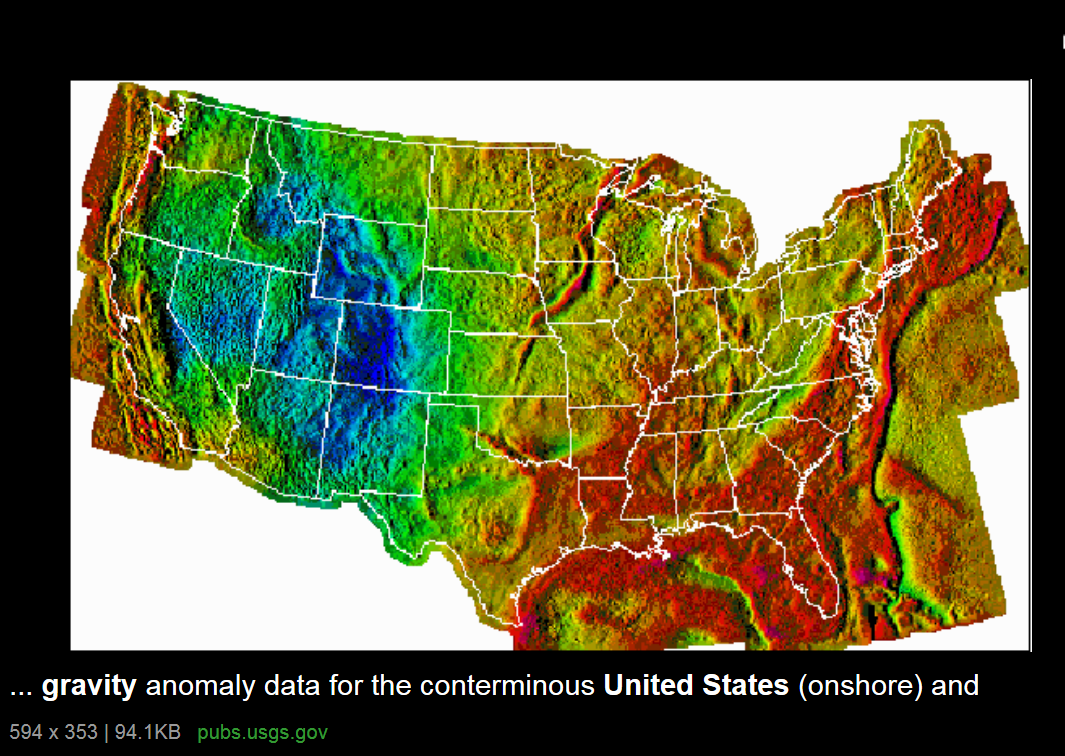 ... gravity anomaly data for the conterminous United States (onshore) and
594 x 353 | 94.1KB pubs.usgs.gov